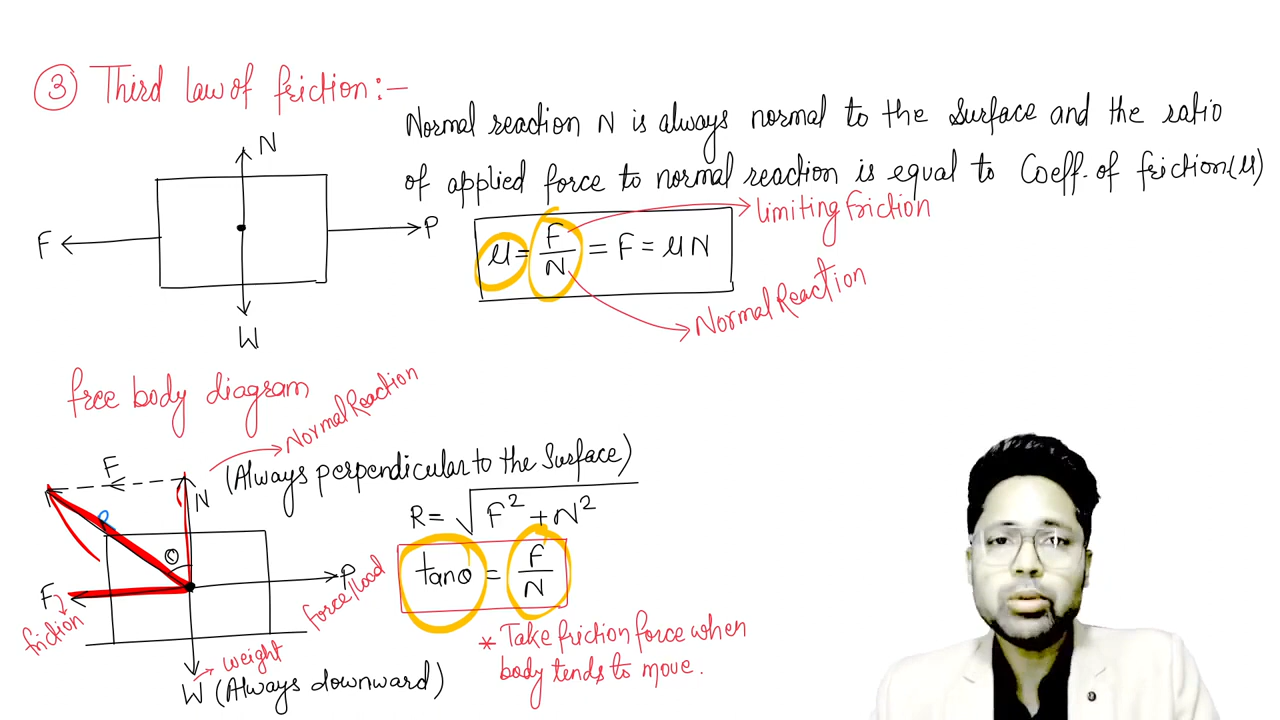 ③ Third law of friction:-
Normal reaction N is always normal to the surface and the ratio
of applied force to normal reaction is equal to Coeff. of friction(μ)
N
F
P
W
μ = F/N = F = μN
Limiting friction
Normal Reaction
free body diagram
Normal Reaction
F
N
(Always perpendicular to the surface)
R
R = √F² + N²
θ
F
P
tanθ = F/N
friction
force/load
weight
W (Always downward)
* Take friction force when
body tends to move.